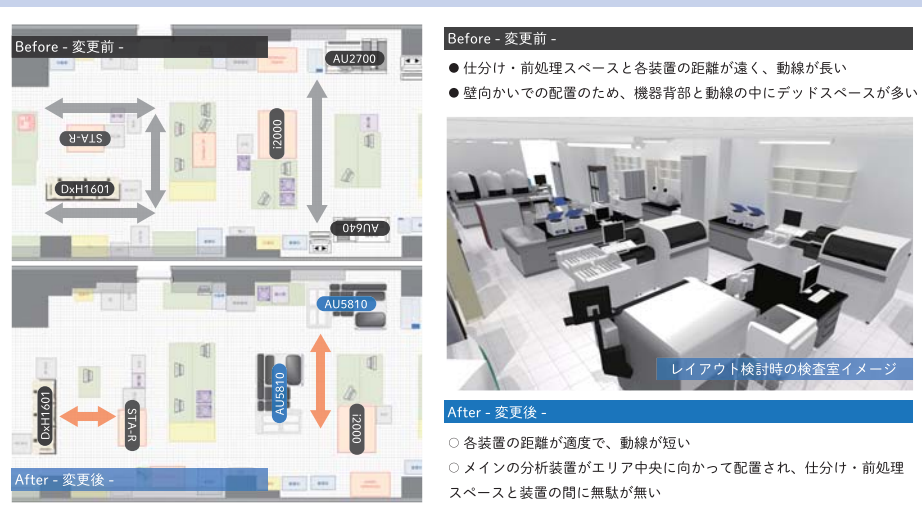 Before - 変更前 -
AU2700
STA-R
i2000
DxH1601
AU640
AU5810
AU5810
DxH1601
STA-R
i2000
After - 変更後 -
Before - 変更前 -
● 仕分け・前処理スペースと各装置の距離が遠く、動線が長い
● 壁向かいでの配置のため、機器背部と動線の中にデッドスペースが多い
レイアウト検討時の検査室イメージ
After - 変更後 -
○ 各装置の距離が適度で、動線が短い
○ メインの分析装置がエリア中央に向かって配置され、仕分け・前処理
スペースと装置の間に無駄が無い